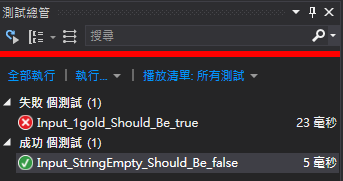 測試總管
搜尋
全部執行 | 執行... | 播放清單: 所有測試
失敗 個測試 (1)
Input_1gold_Should_Be_true 23 毫秒
成功 個測試 (1)
Input_StringEmpty_Should_Be_false 5 毫秒